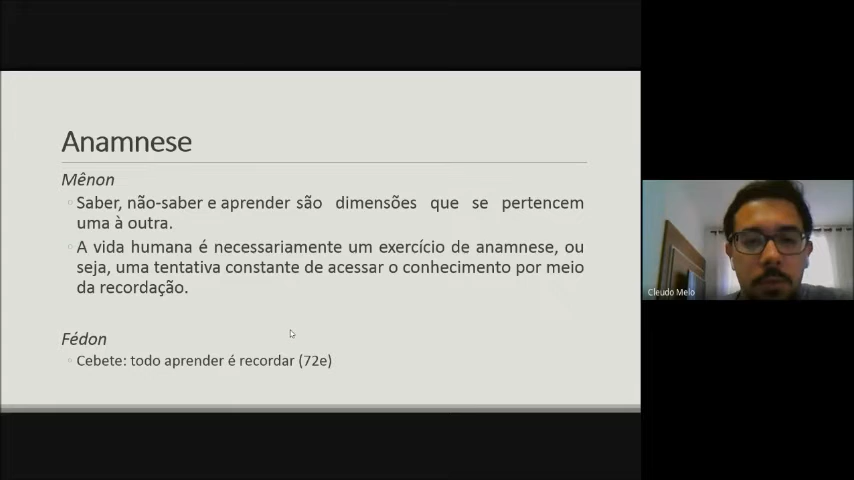 Anamnese
Mênon
Saber, não-saber e aprender são dimensões que se pertencem
uma à outra.
A vida humana é necessariamente um exercício de anamnese, ou
seja, uma tentativa constante de acessar o conhecimento por meio
da recordação.
Fédon
Cebete: todo aprender é recordar (72e)
Cleudo Melo